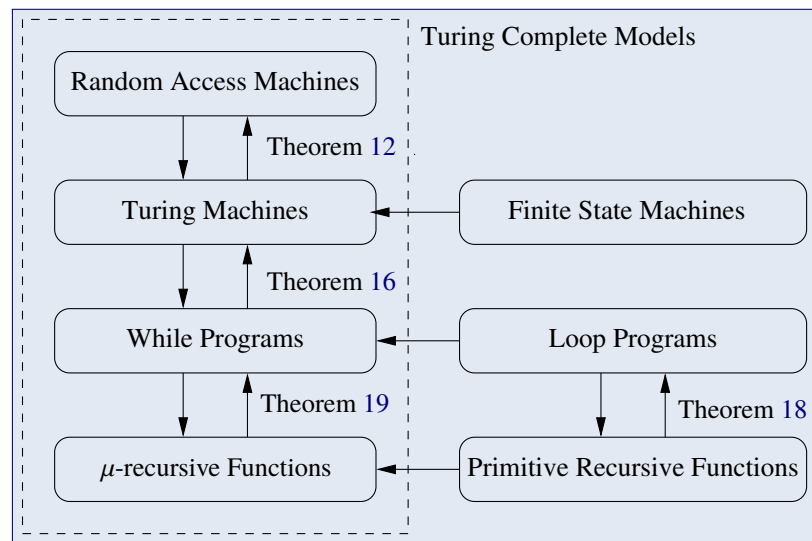 Turing Complete Models
Random Access Machines
Theorem 12
Turing Machines
Finite State Machines
Theorem 16
While Programs
Loop Programs
Theorem 19
Theorem 18
μ-recursive Functions
Primitive Recursive Functions